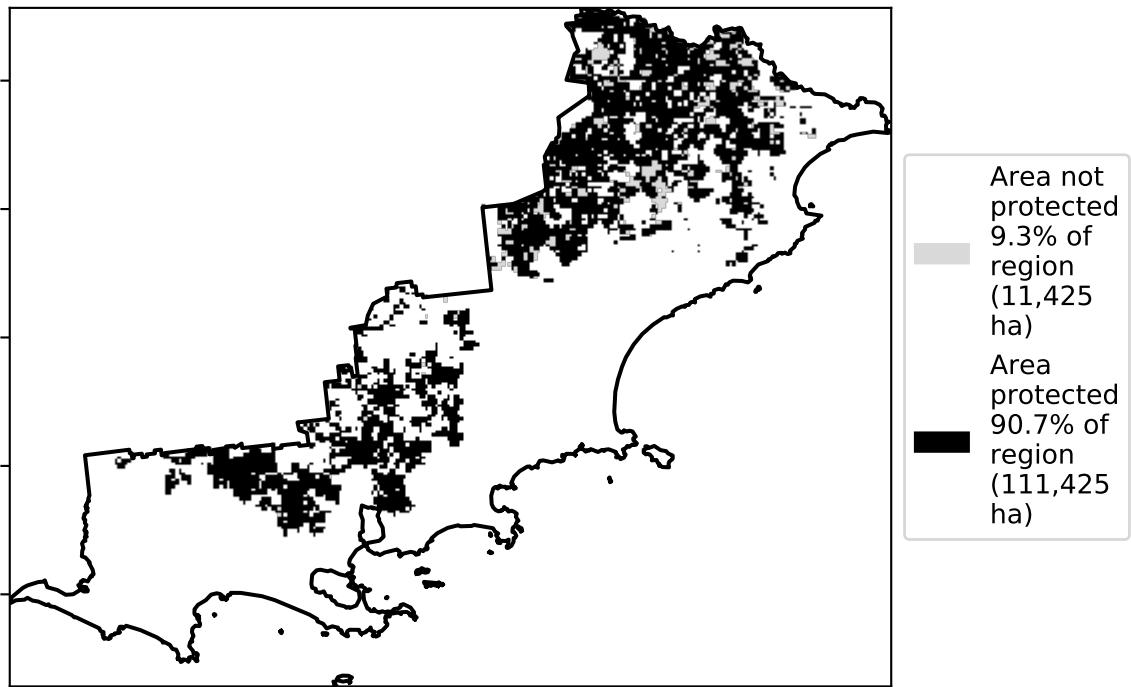 Area not
protected
9.3% of
region
(11,425
ha)
Area
protected
90.7% of
region
(111,425
ha)